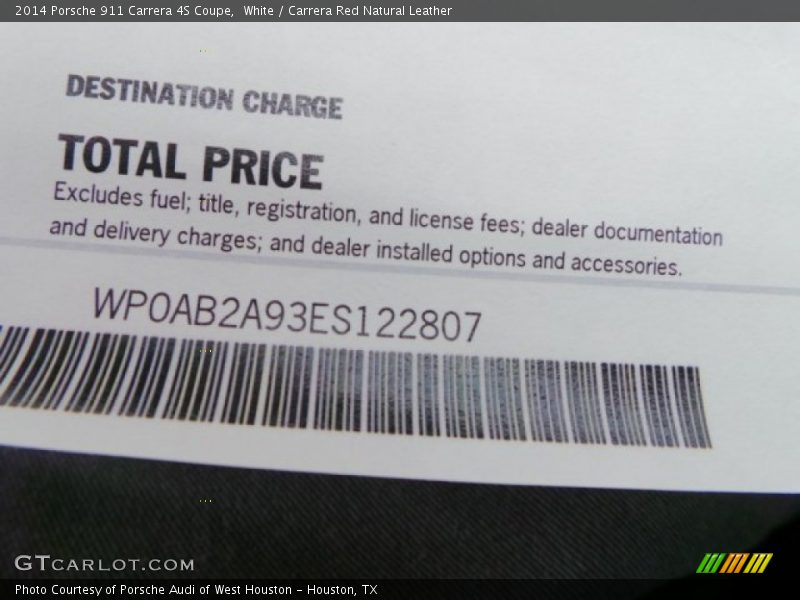 2014 Porsche 911 Carrera 4S Coupe, White / Carrera Red Natural Leather
DESTINATION CHARGE
TOTAL PRICE
Excludes fuel; title, registration, and license fees; dealer documentation
and delivery charges; and dealer installed options and accessories.
WP0AB2A93ES122807
GTCARLOT.COM
Photo Courtesy of Porsche Audi of West Houston - Houston, TX